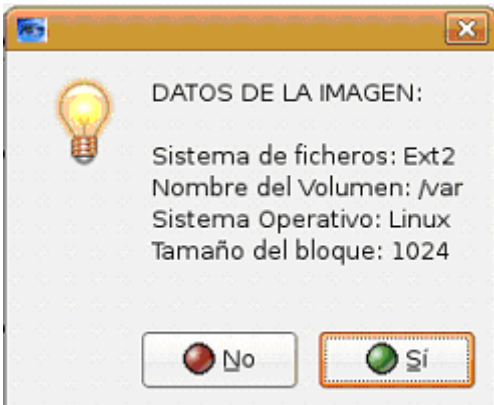 DATOS DE LA IMAGEN:
Sistema de ficheros: Ext2
Nombre del Volumen: /var
Sistema Operativo: Linux
Tamaño del bloque: 1024
No
Sí